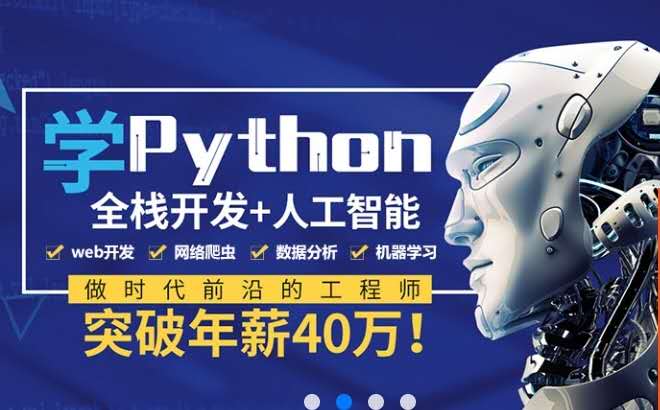 学Python
全栈开发+人工智能
web开发 网络爬虫 数据分析 机器学习
做时代前沿的工程师
突破年薪40万！